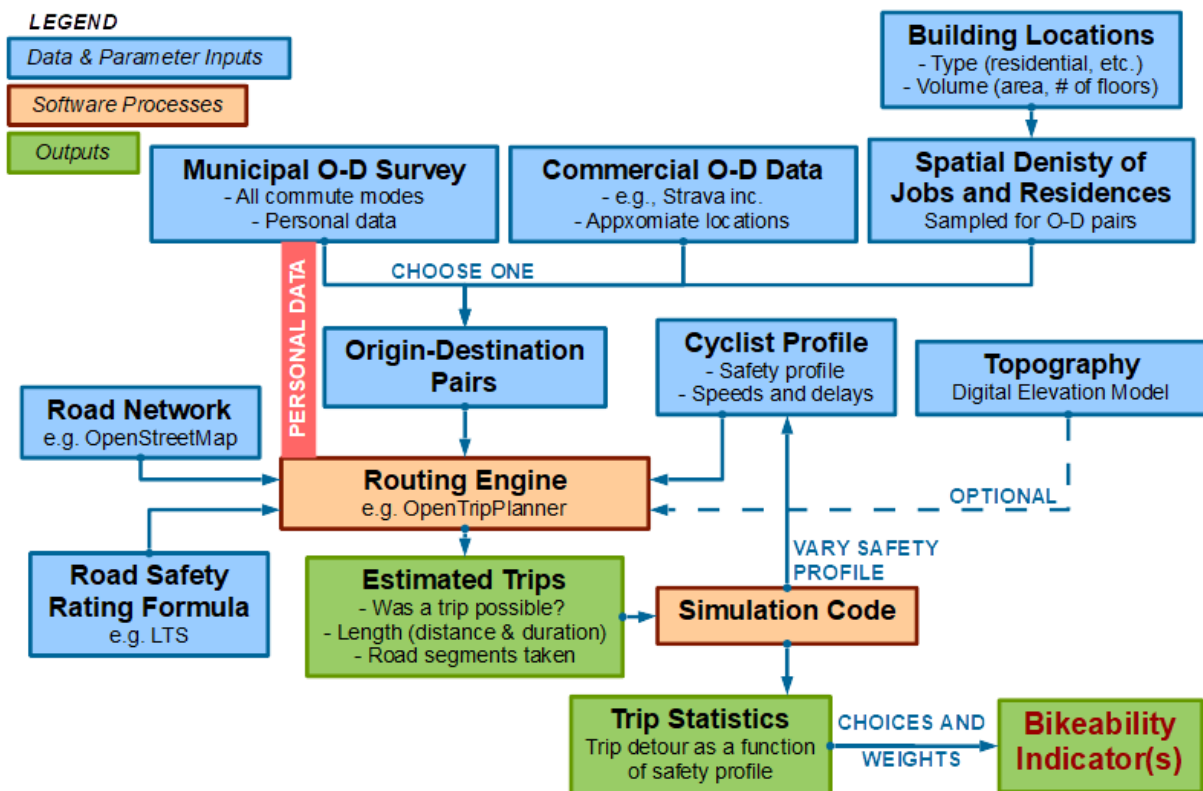 LEGEND
Data & Parameter Inputs
Software Processes
Outputs
Building Locations
- Type (residential, etc.)
- Volume (area, # of floors)
Municipal O-D Survey
- All commute modes
- Personal data
Commercial O-D Data
- e.g., Strava inc.
- Appxomiate locations
Spatial Denisty of
Jobs and Residences
Sampled for O-D pairs
CHOOSE ONE
PERSONAL DATA
Origin-Destination
Pairs
Cyclist Profile
- Safety profile
- Speeds and delays
Topography
Digital Elevation Model
Road Network
e.g. OpenStreetMap
Routing Engine
e.g. OpenTripPlanner
OPTIONAL
Road Safety
Rating Formula
e.g. LTS
VARY SAFETY
PROFILE
Estimated Trips
- Was a trip possible?
- Length (distance & duration)
- Road segments taken
Simulation Code
Trip Statistics
Trip detour as a function
of safety profile
CHOICES AND
WEIGHTS
Bikeability
Indicator(s)